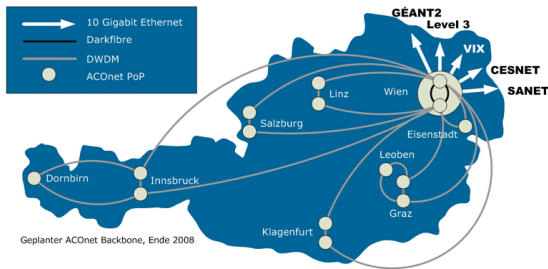 10 Gigabit Ethernet
Darkfibre
DWDM
ACOnet PoP
GÉANT2
Level 3
VIX
CESNET
SANET
Wien
Linz
Salzburg
Eisenstadt
Leoben
Dornbirn
Innsbruck
Graz
Klagenfurt
Geplanter ACOnet Backbone, Ende 2008